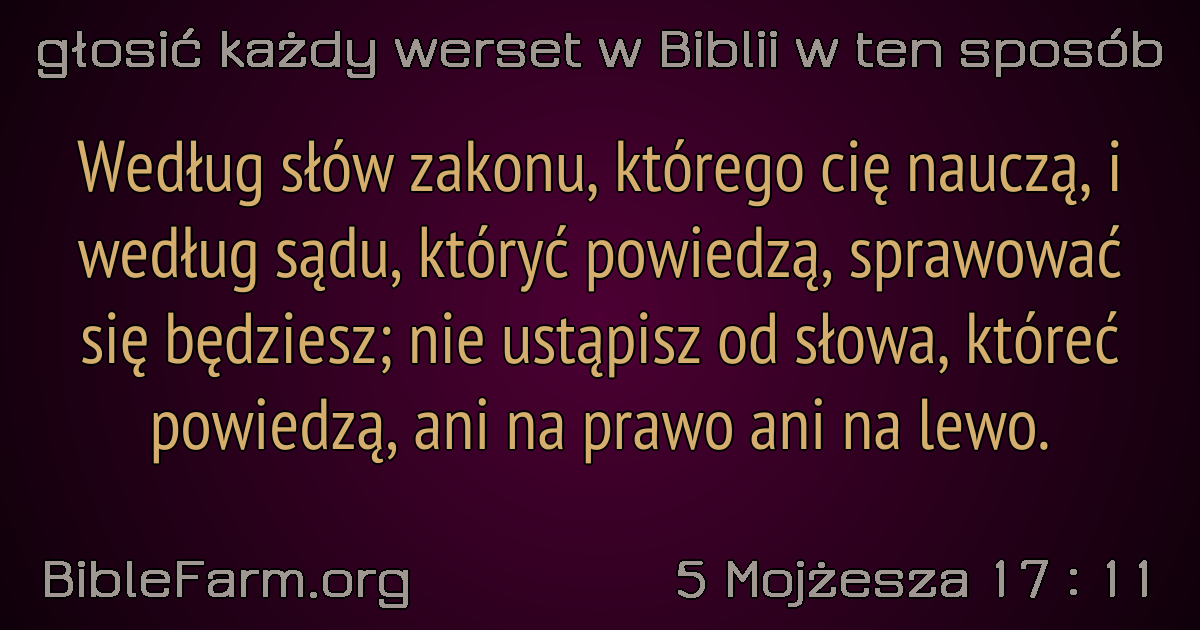 głosić każdy werset w Biblii w ten sposób
Według słów zakonu, którego cię nauczą, i
według sądu, któryć powiedzą, sprawować
się będziesz; nie ustąpisz od słowa, któreć
powiedzą, ani na prawo ani na lewo.
BibleFarm.org
5 Mojżesza 17 : 11